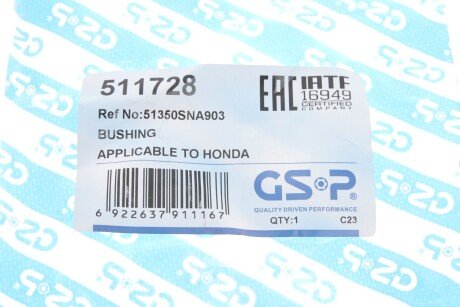 511728
Ref No:51350SNA903
BUSHING
APPLICABLE TO HONDA
6 922637 911167
EAC IATF
16949
CERTIFIED
COMPANY
GSP
QUALITY DRIVEN PERFORMANCE
QTY:1 C23